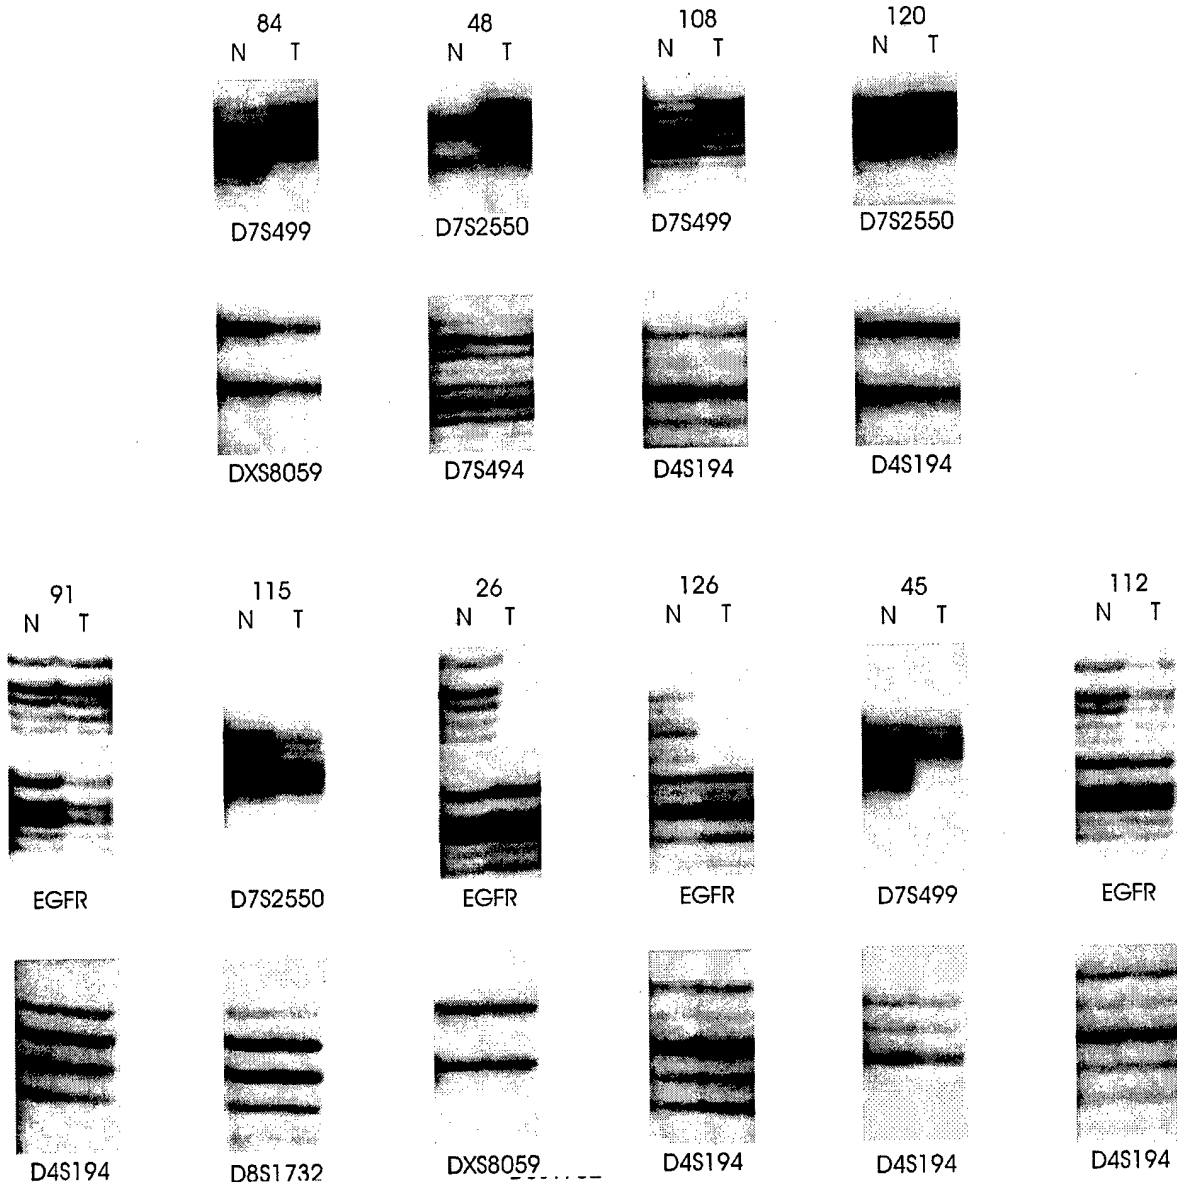 84 48 108 120
N T N T N T N T
D7S499 D7S2550 D7S499 D7S2550
DXS8059 D7S494 D4S194 D4S194
91 115 26 126 45 112
N T N T N T N T N T N T
EGFR D7S2550 EGFR EGFR D7S499 EGFR
D4S194 D8S1732 DXS8059 D4S194 D4S194 D4S194